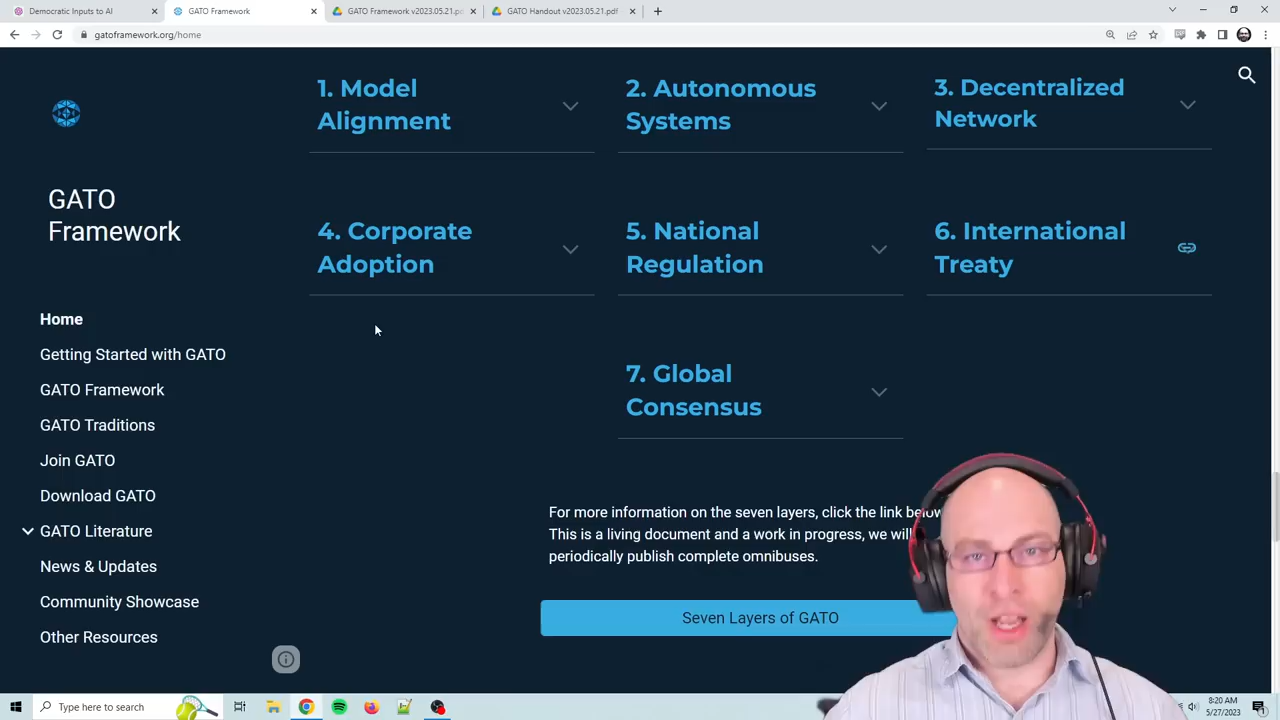 Democratic Inputs to AI
GATO Framework
GATO Framework v2023.05.21.pd
GATO Handout v2023.05.21.pdf
gatoframework.org/home
GATO
Framework
Home
Getting Started with GATO
GATO Framework
GATO Traditions
Join GATO
Download GATO
GATO Literature
News & Updates
Community Showcase
Other Resources
1. Model
Alignment
2. Autonomous
Systems
3. Decentralized
Network
4. Corporate
Adoption
5. National
Regulation
6. International
Treaty
7. Global
Consensus
For more information on the seven layers, click the link below
This is a living document and a work in progress, we will
periodically publish complete omnibuses.
Seven Layers of GATO
Type here to search
8:20 AM
5/27/2023